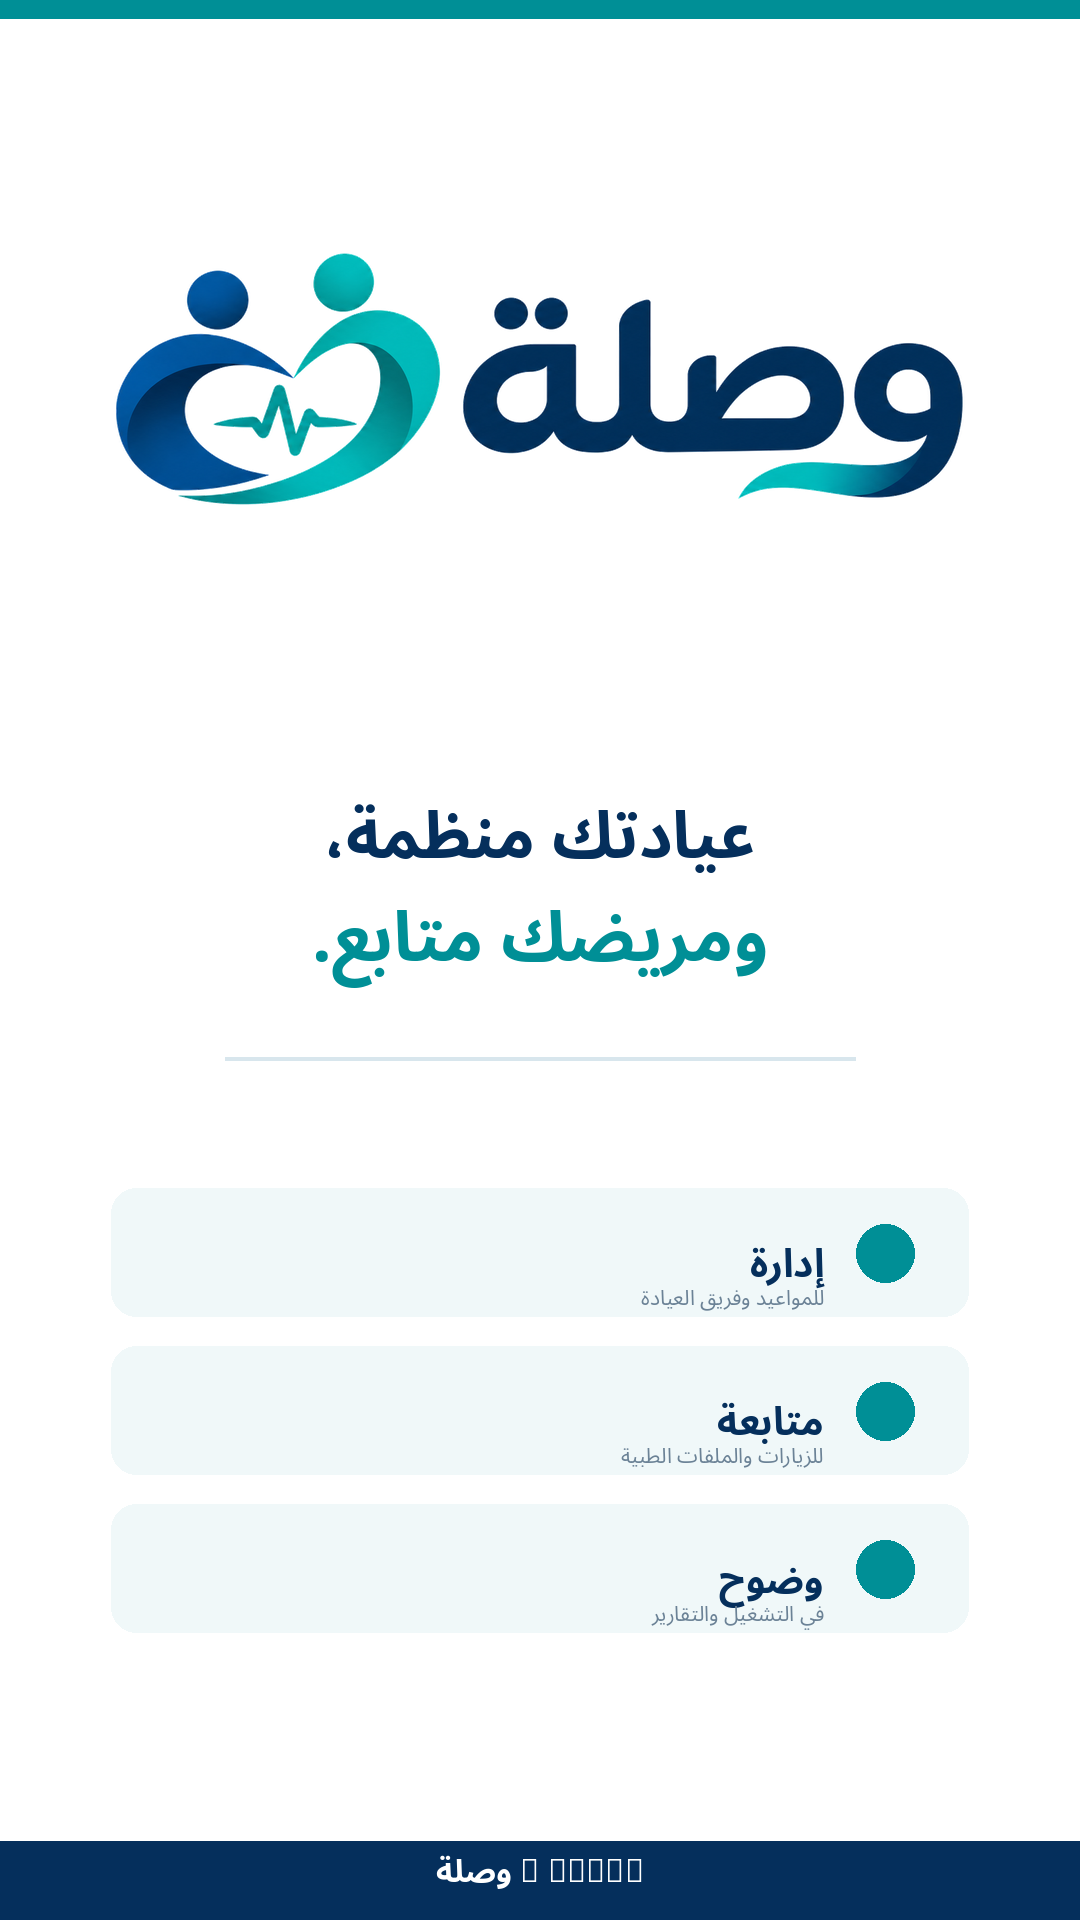 وصلة
عيادتك منظمة،
ومريضك متابع.
إدارة
للمواعيد وفريق العيادة
متابعة
للزيارات والملفات الطبية
وضوح
في التشغيل والتقارير
وصلة